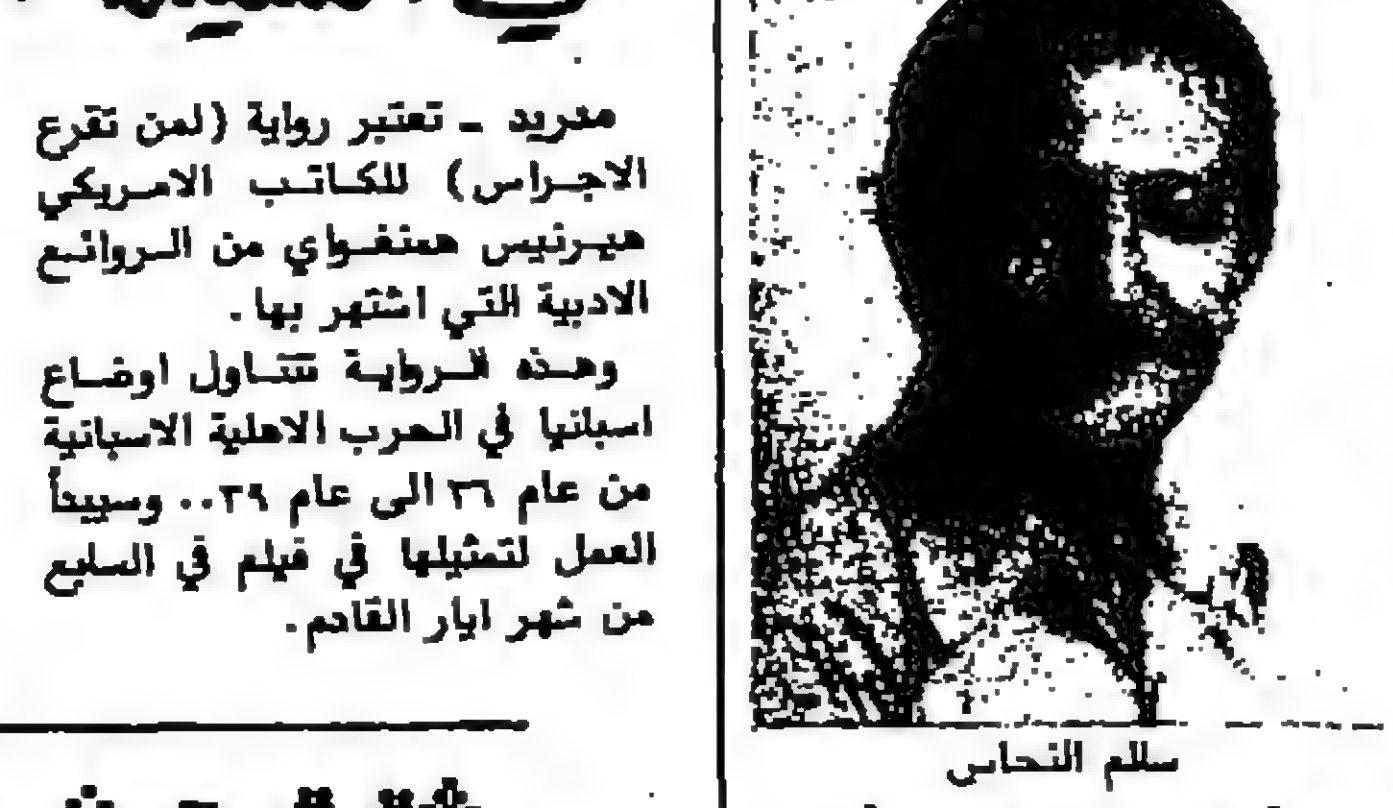 مدريد ـ تعتبر رواية (لمن تقرع
الاجراس) للكاتب الامريكي
هيرنيس همنغواي من الروائع
الادبية التي اشتهر بها.
وهذه الرواية تتناول اوضاع
اسبانيا في الحرب الاهلية الاسبانية
من عام ٣٦ الى عام ٣٩.. وسيبدأ
العمل لتمثيلها في فيلم في السابع
من شهر ايار القادم.
سالم النحاس